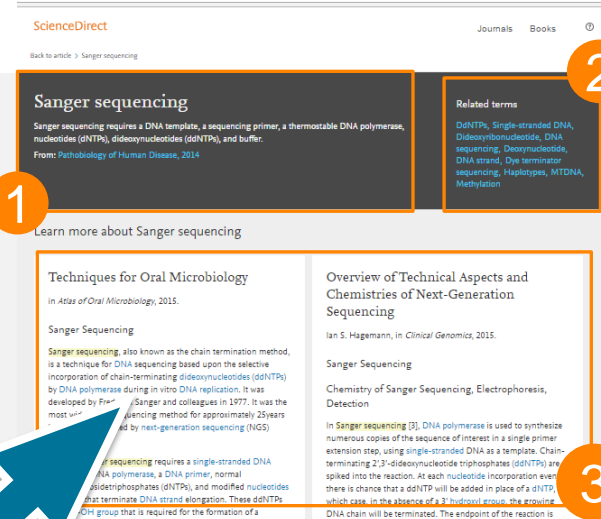 ScienceDirect
Journals Books
Back to article > Sanger sequencing
2
Sanger sequencing
Sanger sequencing requires a DNA template, a sequencing primer, a thermostable DNA polymerase,
nucleotides (dNTPs), dideoxynucleotides (ddNTPs), and buffer.
From: Pathobiology of Human Disease, 2014
Related terms
DdNTPs, Single-stranded DNA,
Dideoxyribonucleotide, DNA
sequencing, Deoxynucleotide,
DNA strand, Dye terminator
sequencing, Haplotypes, MTDNA,
Methylation
1
Learn more about Sanger sequencing
Techniques for Oral Microbiology
in Atlas of Oral Microbiology, 2015.
Sanger Sequencing
Sanger sequencing, also known as the chain termination method,
is a technique for DNA sequencing based upon the selective
incorporation of chain-terminating dideoxynucleotides (ddNTPs)
by DNA polymerase during in vitro DNA replication. It was
developed by Sanger and colleagues in 1977. It was the
most method for approximately 25years
by next-generation sequencing (NGS)
sequencing requires a single-stranded DNA
polymerase, a DNA primer, normal
(dNTPs), and modified nucleotides
that terminate DNA strand elongation. These ddNTPs
group that is required for the formation of a
Overview of Technical Aspects and
Chemistries of Next-Generation
Sequencing
Ian S. Hagemann, in Clinical Genomics, 2015.
Sanger Sequencing
Chemistry of Sanger Sequencing, Electrophoresis,
Detection
In Sanger sequencing [3], DNA polymerase is used to synthesize
numerous copies of the sequence of interest in a single primer
extension step, using single-stranded DNA as a template. Chain-
terminating 2',3'-dideoxynucleotide triphosphates (ddNTPs) are
spiked into the reaction. At each nucleotide incorporation
there is chance that a ddNTP will be added in place of a dNTP,
which case, in the absence of a 3' hydroxyl group, the growing
DNA chain will be terminated. The endpoint of the reaction is
3